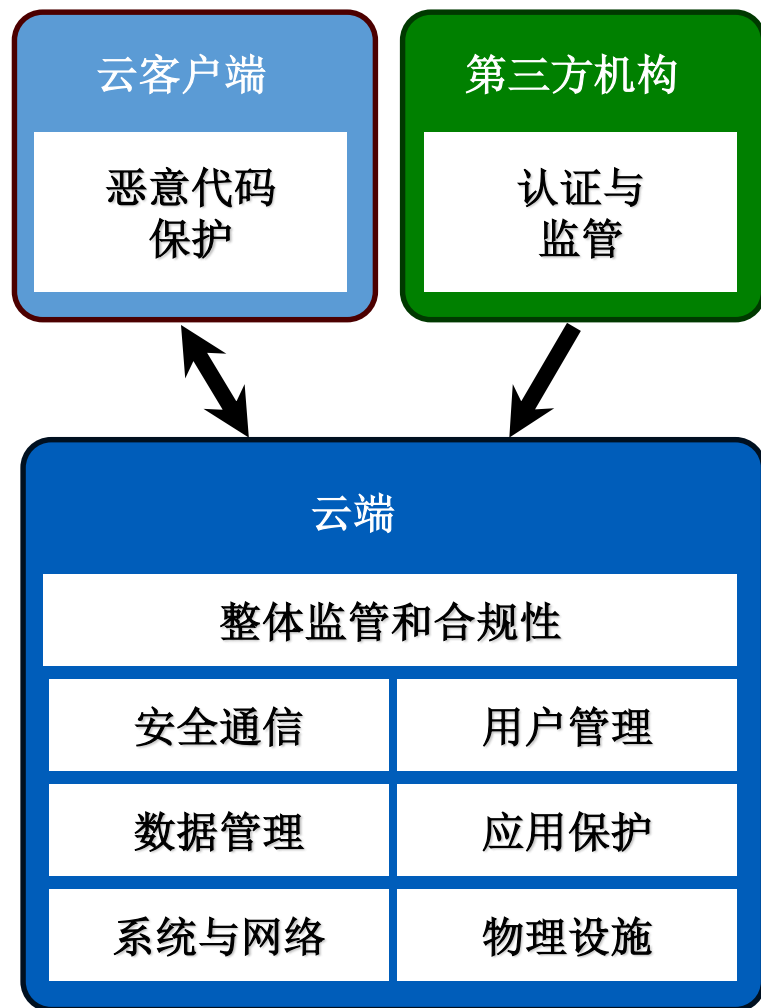 云客户端
第三方机构
恶意代码
保护
认证与
监管
云端
整体监管和合规性
安全通信
用户管理
数据管理
应用保护
系统与网络
物理设施